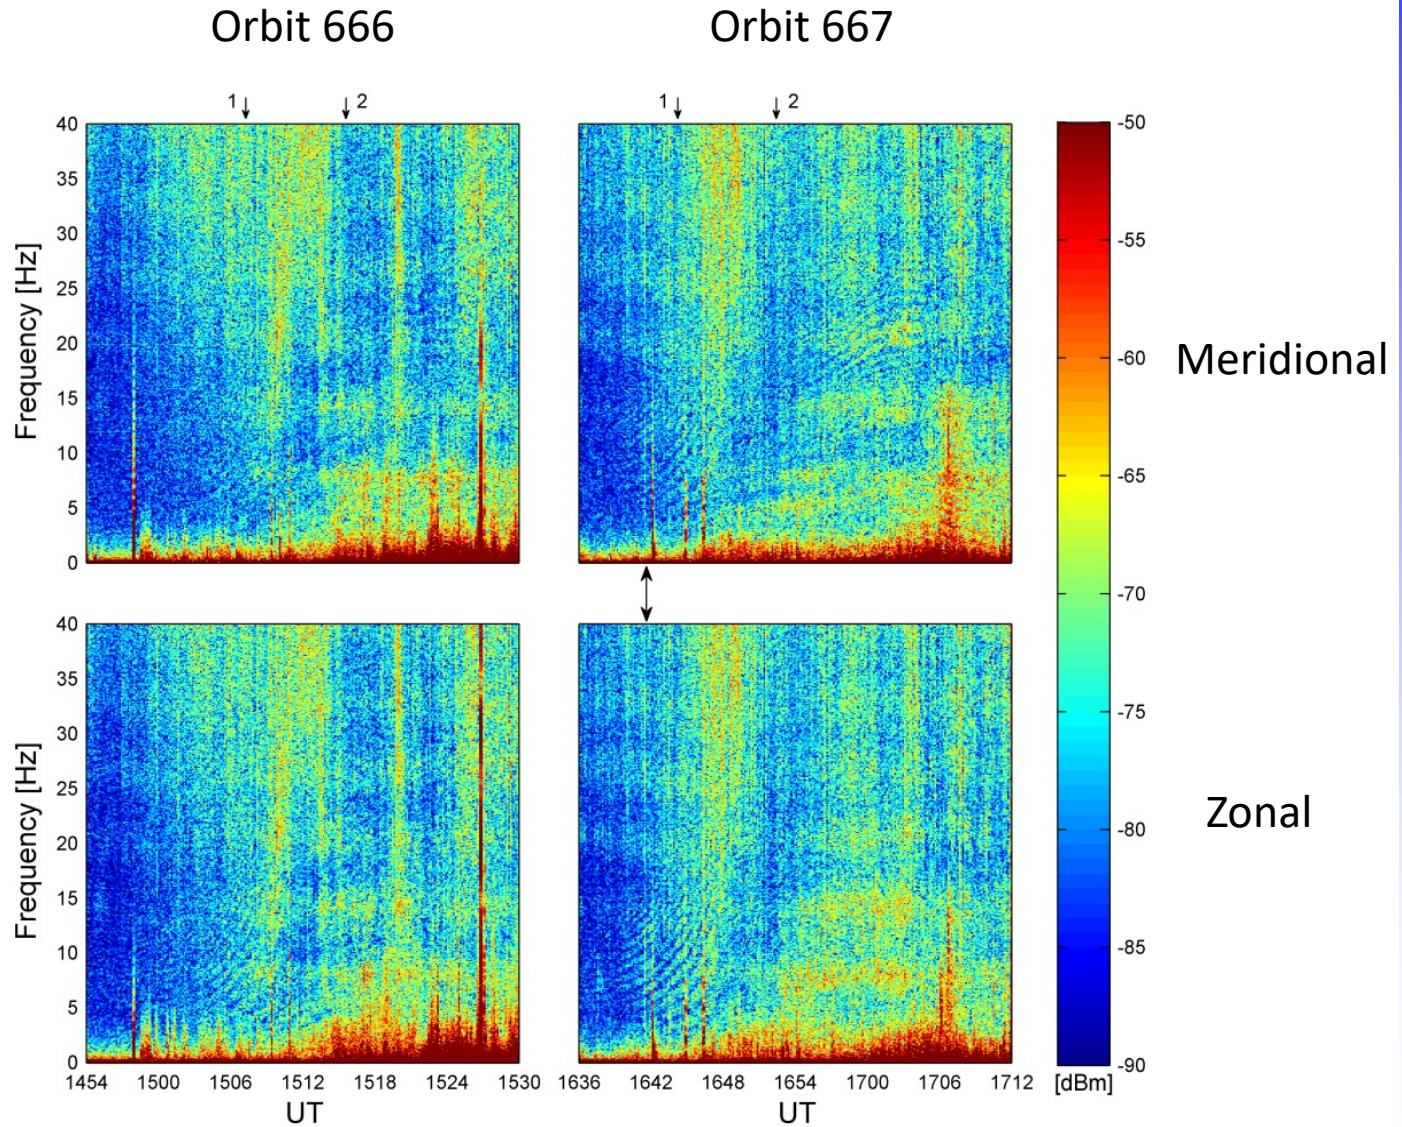 Orbit 666 Orbit 667
1 2 1 2
40 -50
35
-55
30
25
-60
20 Meridional
Frequency [Hz]
15
-65
10
5
0 -70
40
-75
35
30
25 -80 Zonal
20
Frequency [Hz]
15
-85
10
5
0 -90
1454 1500 1506 1512 1518 1524 1530 1636 1642 1648 1654 1700 1706 1712 [dBm]
UT UT